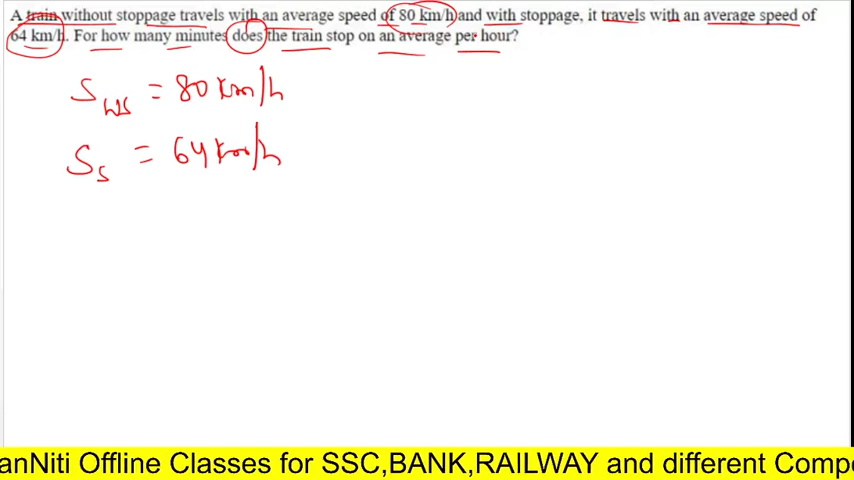 A train without stoppage travels with an average speed of 80 km/h and with stoppage, it travels with an average speed of
64 km/h. For how many minutes does the train stop on an average per hour?
S WS = 80 km/h
S S = 64 km/h
anNiti Offline Classes for SSC,BANK,RAILWAY and different Compe